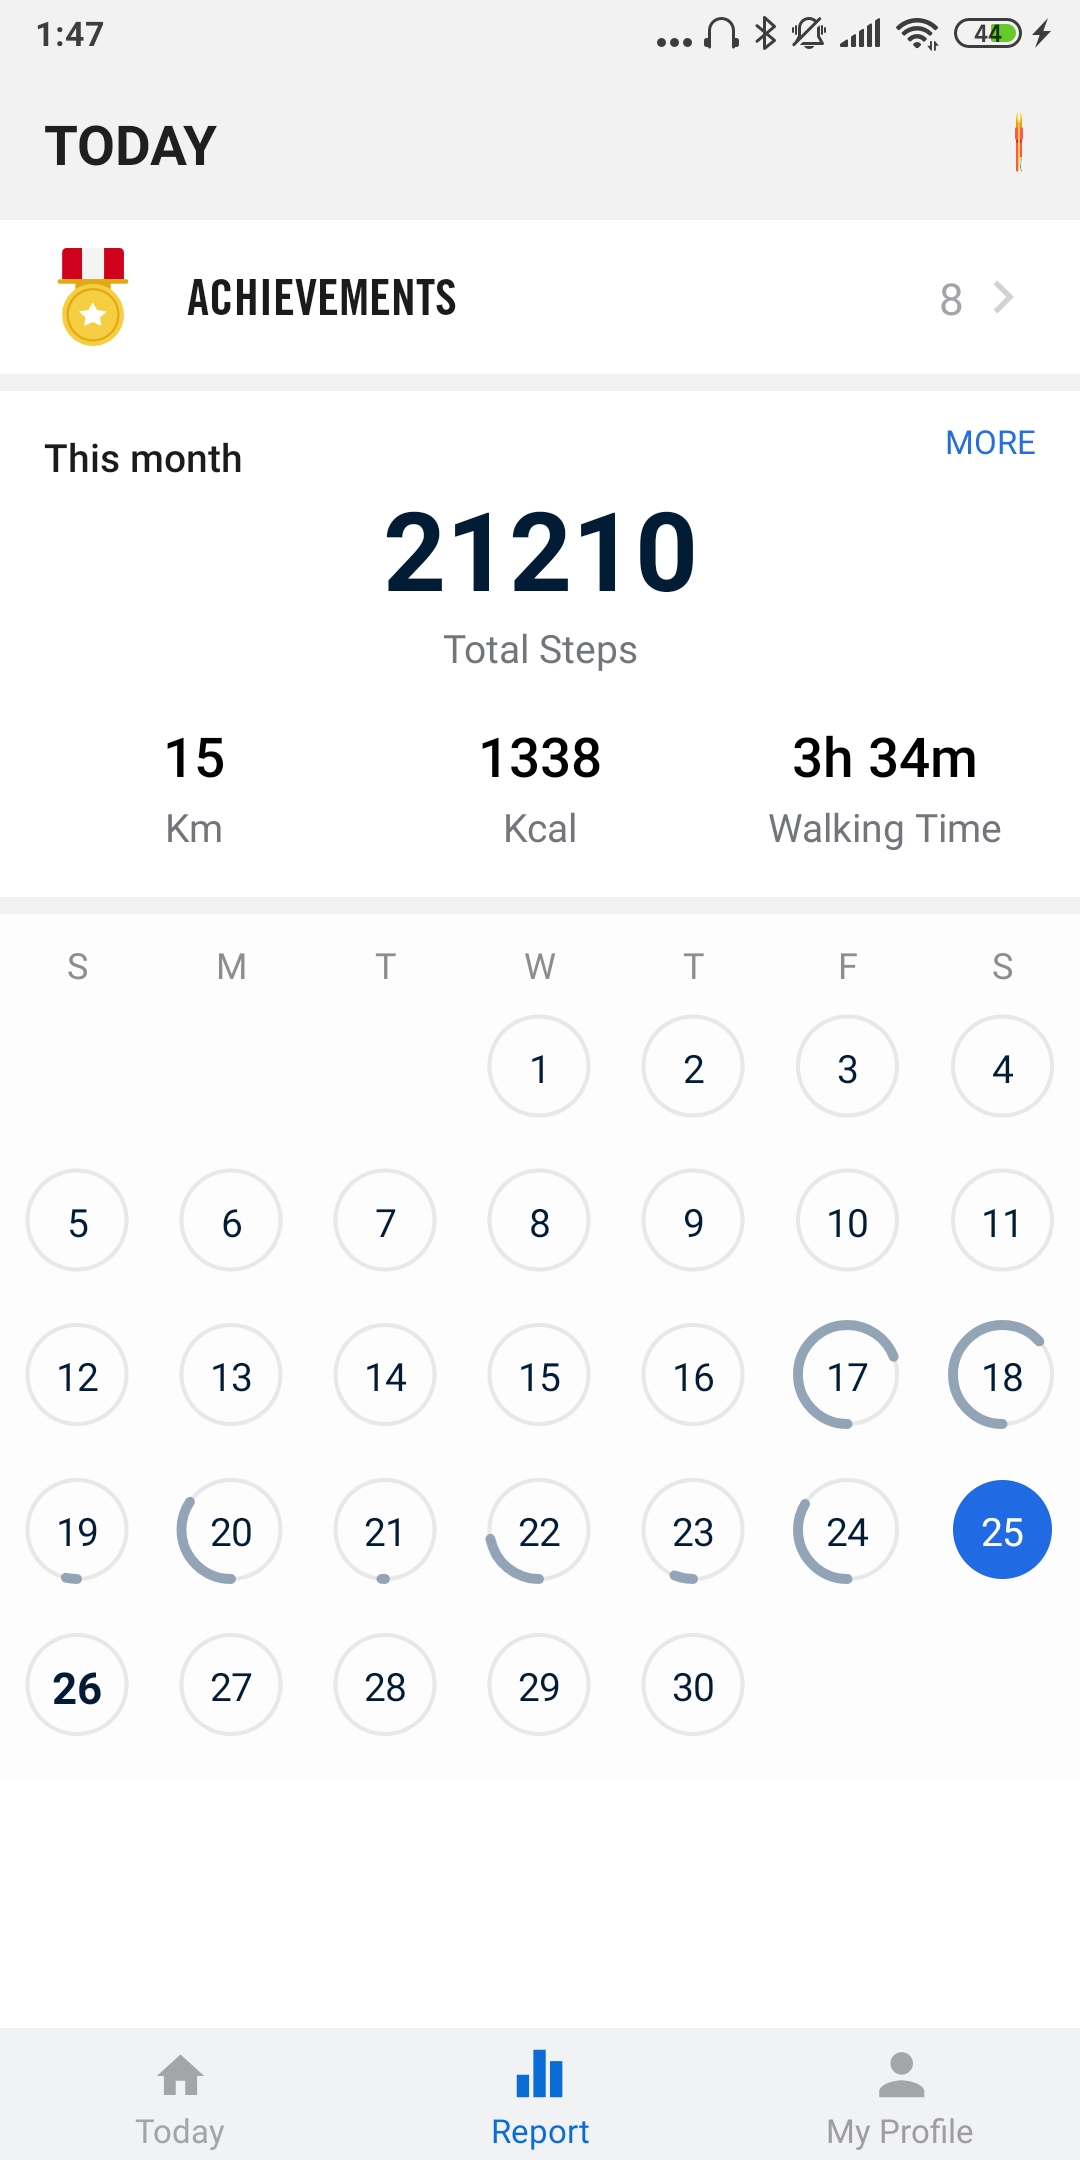 1:47
44
TODAY
ACHIEVEMENTS 8
This month
MORE
21210
Total Steps
15 1338 3h 34m
Km Kcal Walking Time
S M T W T F S
1 2 3 4
5 6 7 8 9 10 11
12 13 14 15 16 17 18
19 20 21 22 23 24 25
26 27 28 29 30
Today Report My Profile